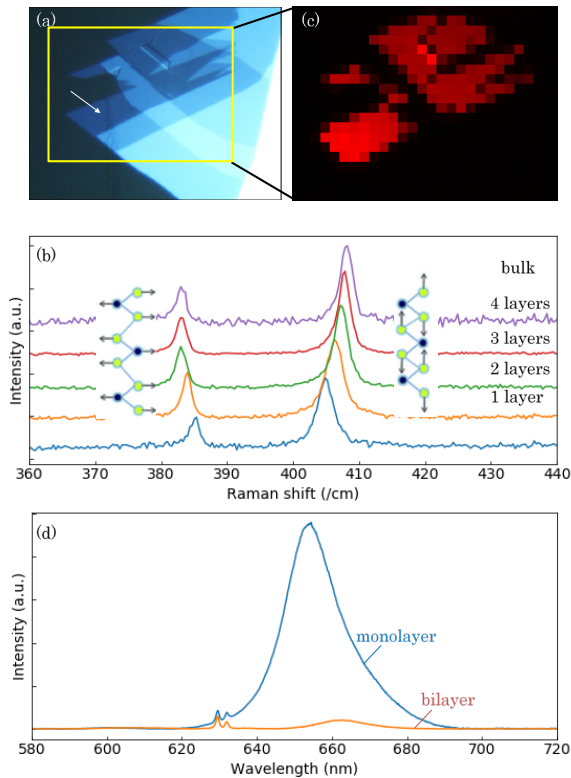 (a)
(c)
(b)
bulk
4 layers
3 layers
2 layers
1 layer
Intensity (a.u.)
360 370 380 390 400 410 420 430 440
Raman shift (/cm)
(d)
monolayer
bilayer
Intensity (a.u.)
580 600 620 640 660 680 700 720
Wavelength (nm)